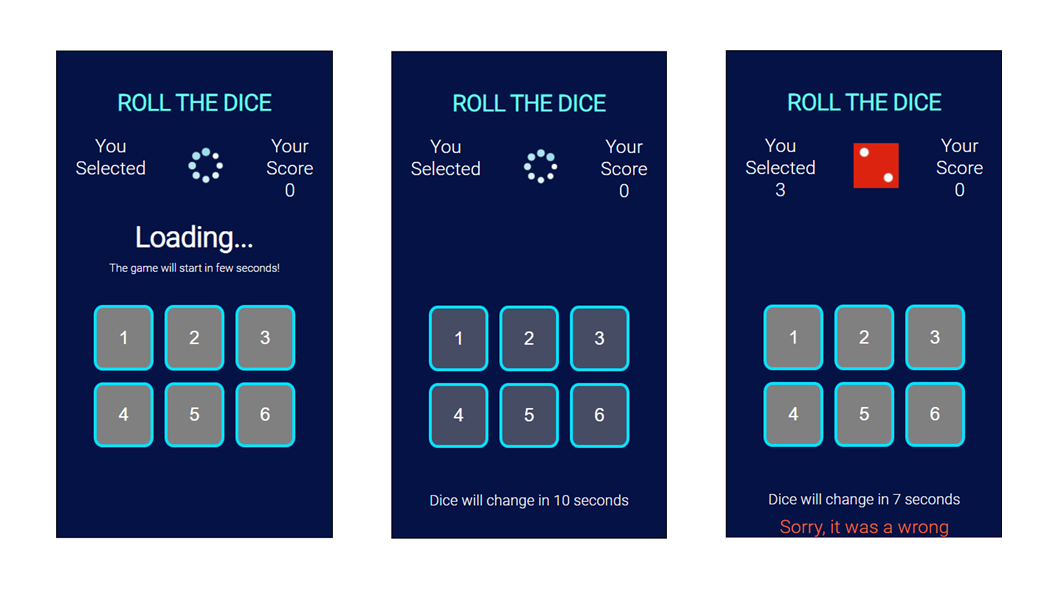 ROLL THE DICE
You
Selected
Your
Score
0
Loading...
The game will start in few seconds!
1 2 3
4 5 6
ROLL THE DICE
You
Selected
Your
Score
0
1 2 3
4 5 6
Dice will change in 10 seconds
ROLL THE DICE
You
Selected
3
Your
Score
0
1 2 3
4 5 6
Dice will change in 7 seconds
Sorry, it was a wrong